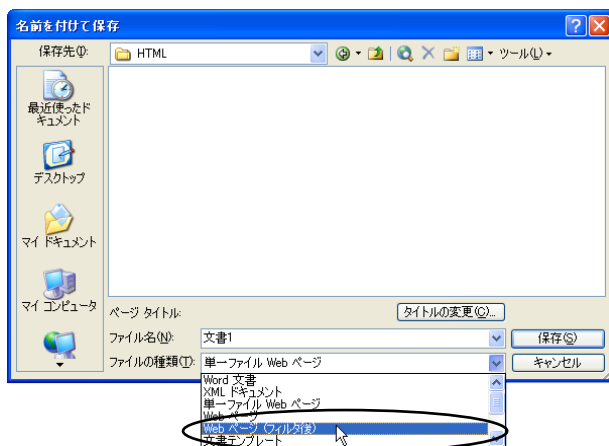 名前を付けて保存
保存先(I):
HTML
ツール(L)
最近使ったド
キュメント
デスクトップ
マイ ドキュメント
マイ コンピュータ
ページ タイトル:
タイトルの変更(C)...
ファイル名(N):
文書1
保存(S)
ファイルの種類(T):
単一ファイル Web ページ
キャンセル
Word 文書
XML ドキュメント
単一ファイル Web ページ
Web ページ
Web ページ (フィルタ後)
文書テンプレート